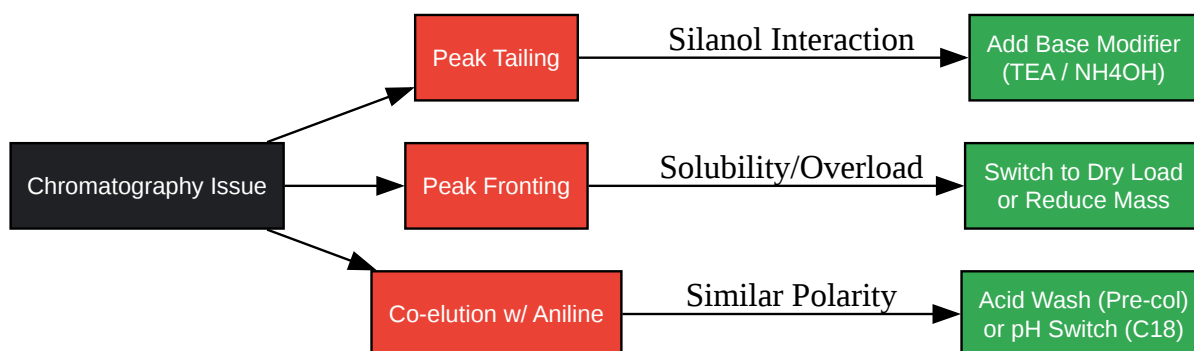 Peak Tailing
Silanol Interaction
Add Base Modifier
(TEA / NH4OH)
Chromatography Issue
Peak Fronting
Solubility/Overload
Switch to Dry Load
or Reduce Mass
Co-elution w/ Aniline
Similar Polarity
Acid Wash (Pre-col)
or pH Switch (C18)